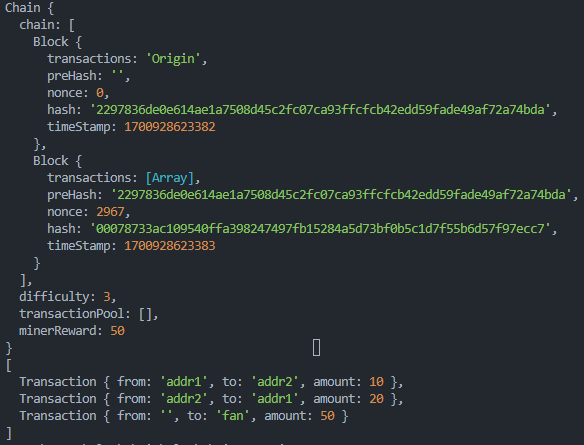 Chain {
  chain: [
    Block {
      transactions: 'Origin',
      preHash: '',
      nonce: 0,
      hash: '2297836de0e614ae1a7508d45c2fc07ca93ffcfcb42edd59fade49af72a74bda',
      timeStamp: 1700928623382
    },
    Block {
      transactions: [Array],
      preHash: '2297836de0e614ae1a7508d45c2fc07ca93ffcfcb42edd59fade49af72a74bda',
      nonce: 2967,
      hash: '00078733ac109540ffa398247497fb15284a5d73bf0b5c1d7f55b6d57f97ecc7',
      timeStamp: 1700928623383
    }
  ],
  difficulty: 3,
  transactionPool: [],
  minerReward: 50
}
[
  Transaction { from: 'addr1', to: 'addr2', amount: 10 },
  Transaction { from: 'addr2', to: 'addr1', amount: 20 },
  Transaction { from: '', to: 'fan', amount: 50 }
]